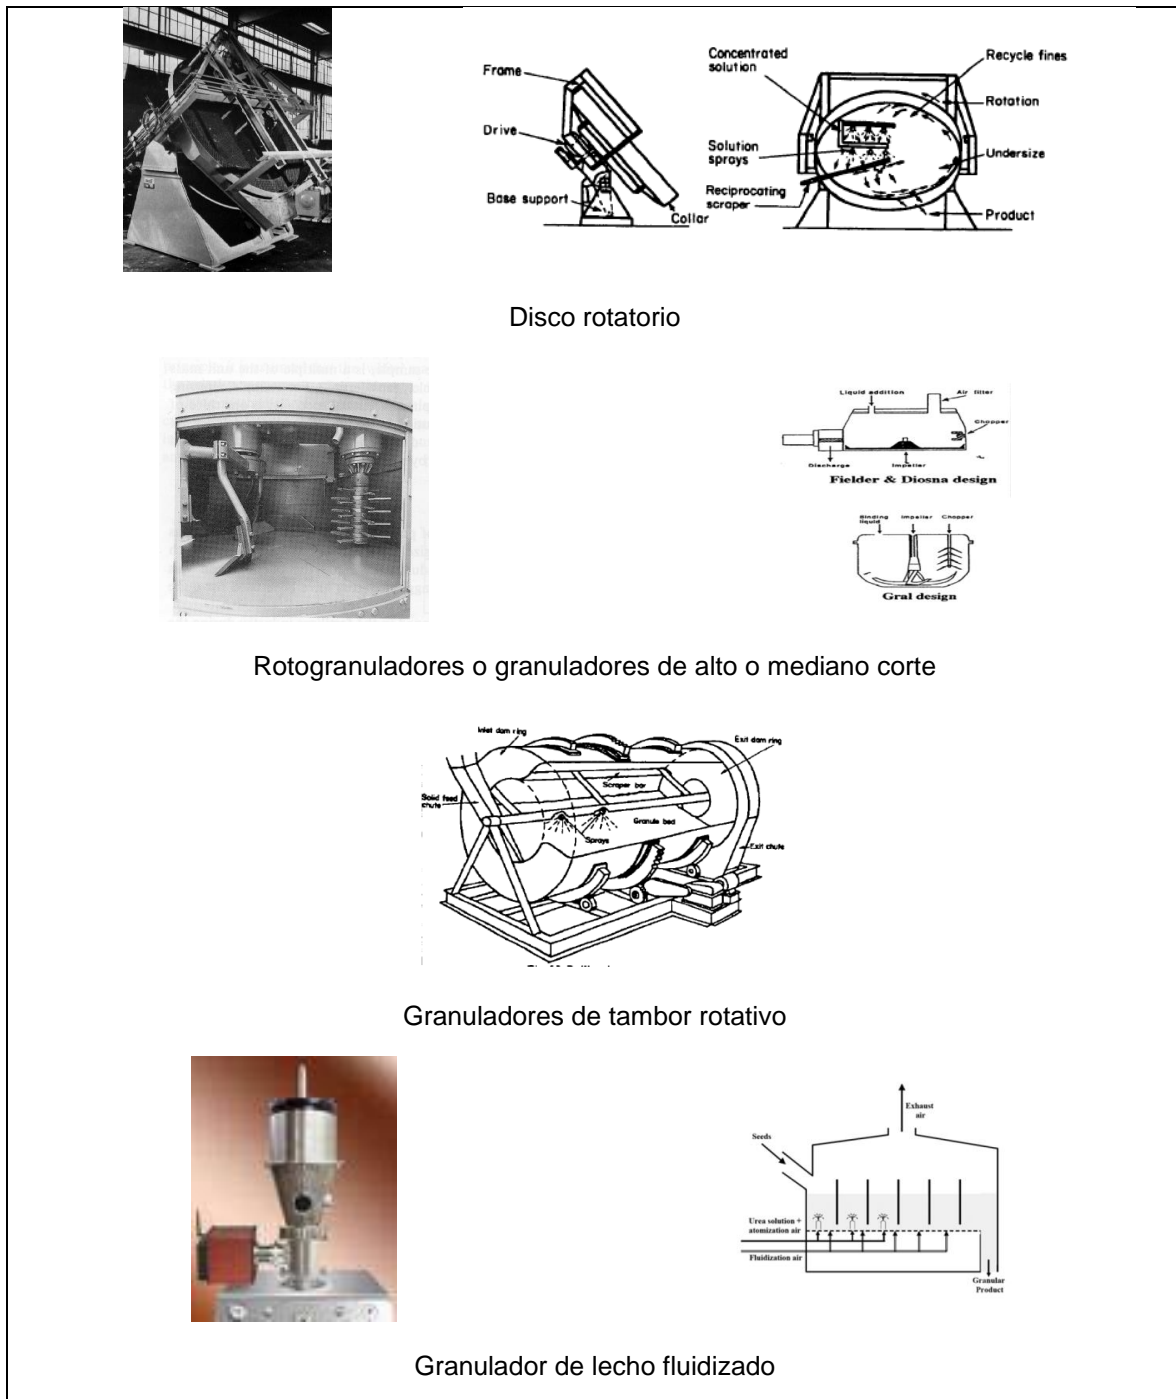 Frame
Drive
Base support
Collar
Concentrated
solution
Solution
sprays
Reciprocating
scraper
Recycle fines
Rotation
Undersize
Product
Disco rotatorio
Liquid addition
Air filter
Chopper
Discharge
Impeller
Fielder & Diosna design
Binding
liquid
Impeller
Chopper
Gral design
Rotogranuladores o granuladores de alto o mediano corte
Inlet dam ring
Exit dam ring
Scraper bar
Solid feed
chute
Granule bed
Sprays
Exit chute
Granuladores de tambor rotativo
Exhaust
air
Seeds
Urea solution +
atomization air
Fluidization air
Granular
Product
Granulador de lecho fluidizado